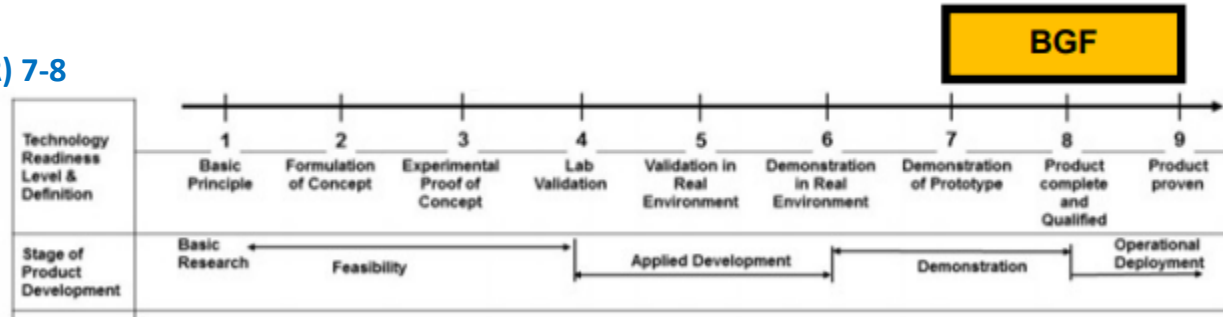 BGF
) 7-8
1 2 3 4 5 6 7 8 9
Technology
Readiness
Level &
Definition
Basic
Principle
Formulation
of Concept
Experimental
Proof of
Concept
Lab
Validation
Validation in
Real
Environment
Demonstration
in Real
Environment
Demonstration
of Prototype
Product
complete
and
Qualified
Product
proven
Stage of
Product
Development
Basic
Research
Feasibility
Applied Development
Demonstration
Operational
Deployment